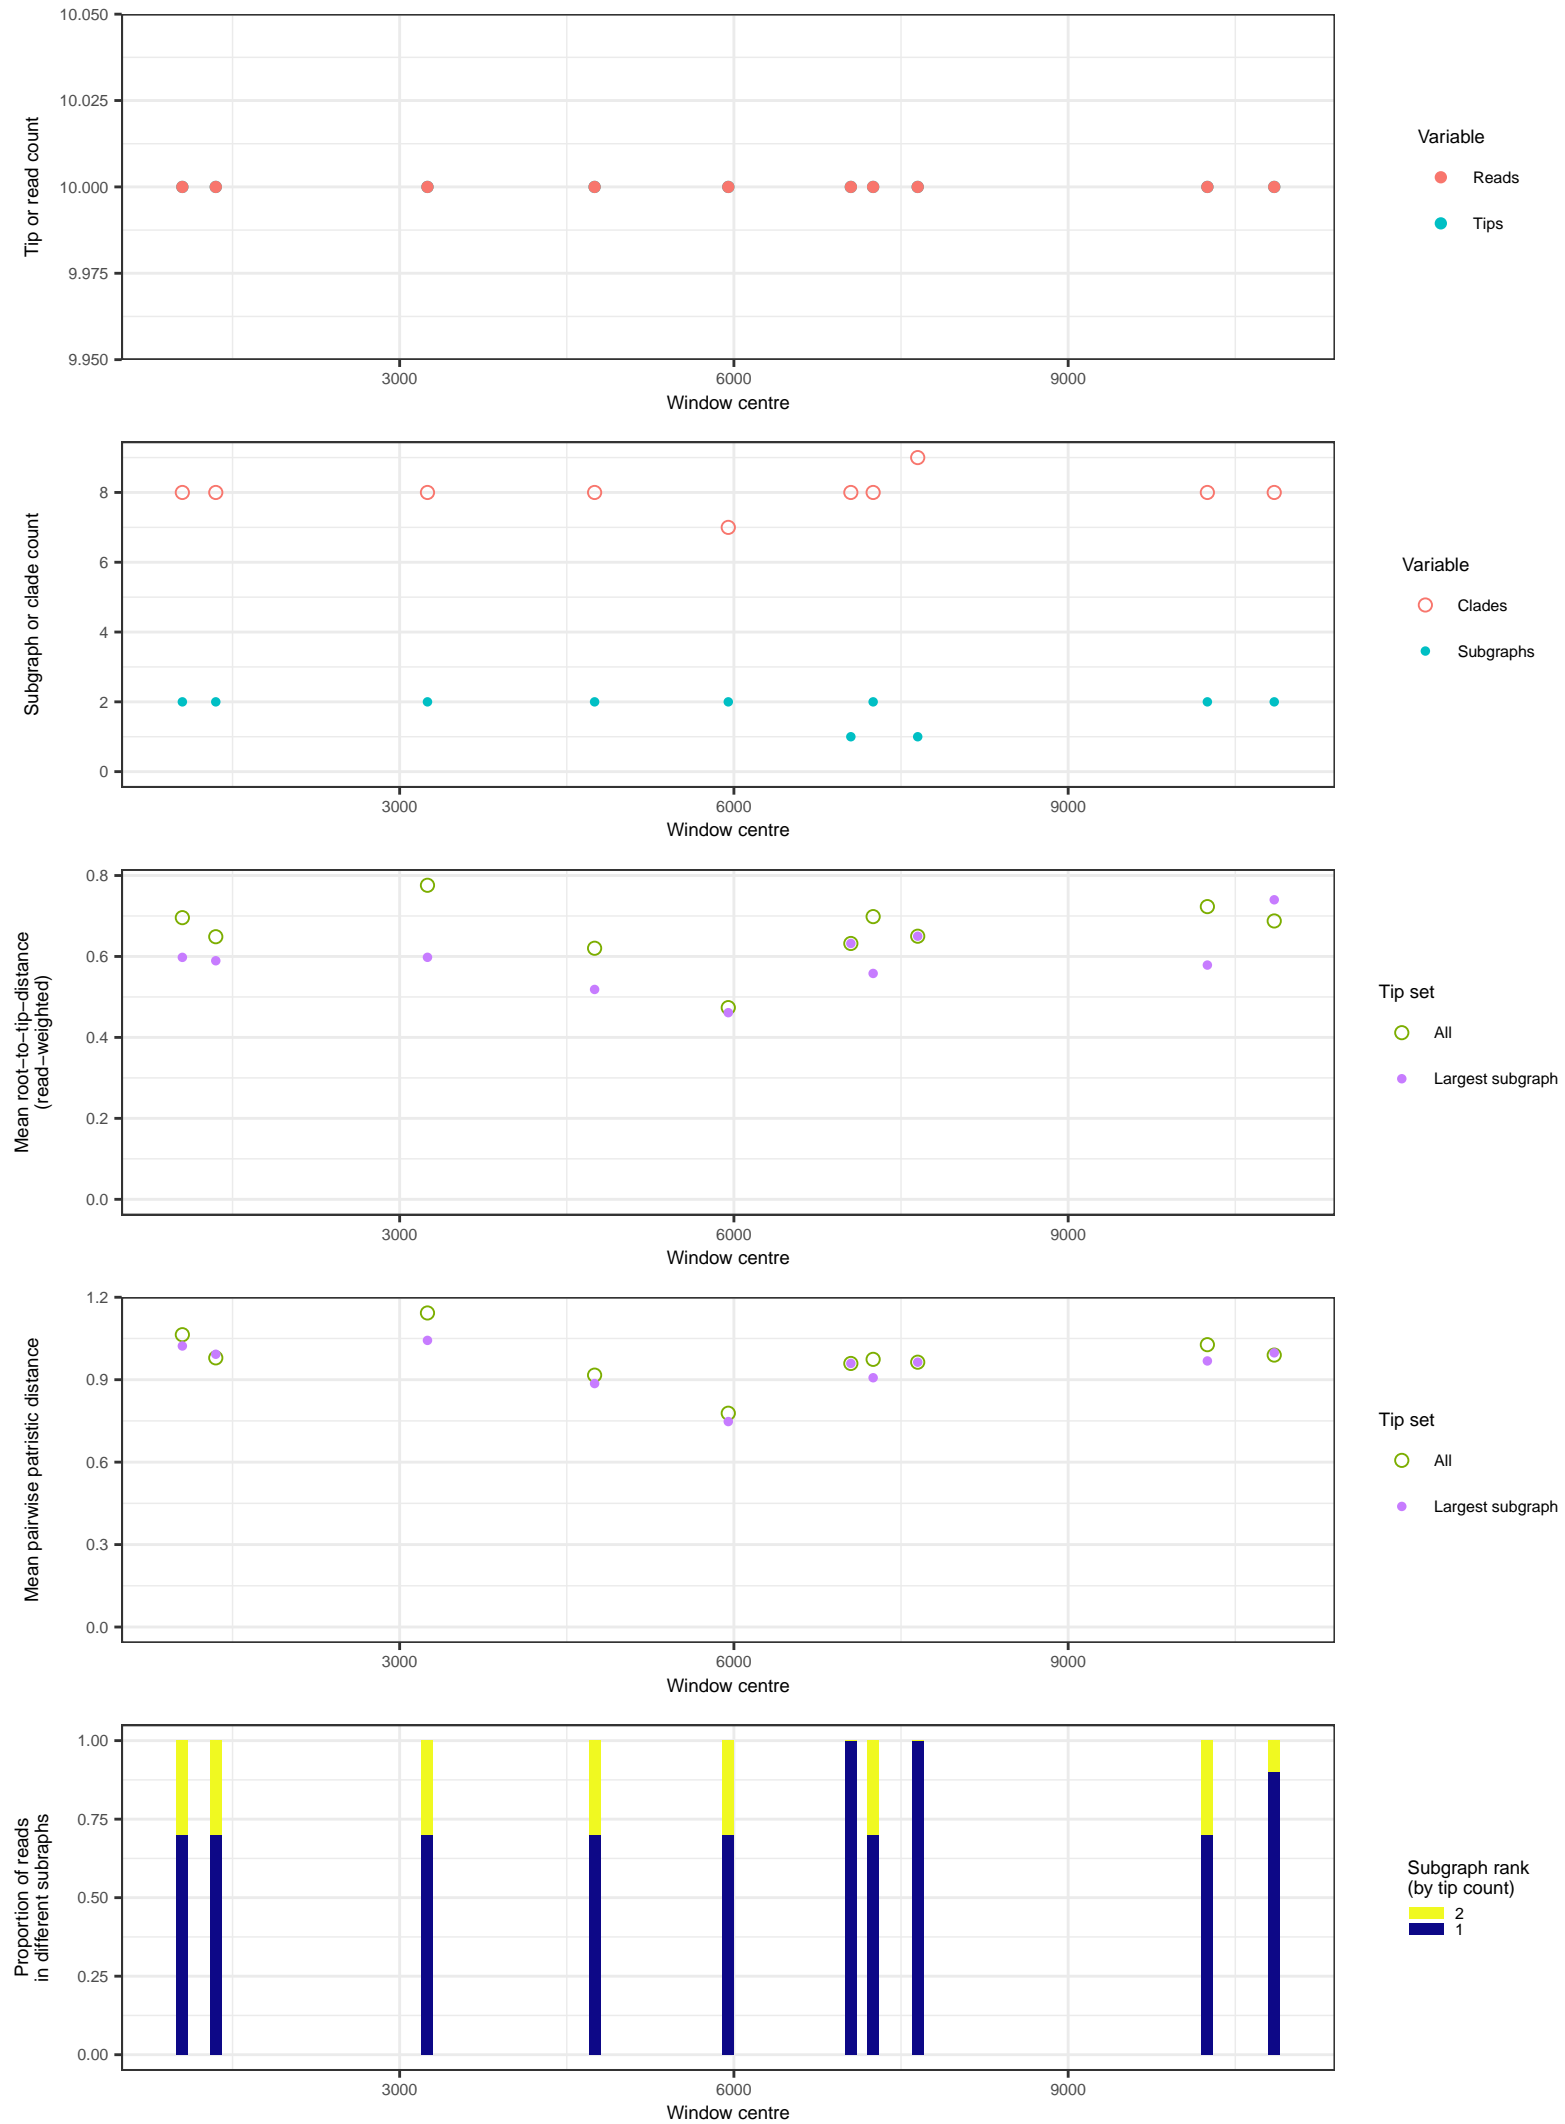 10.050
10.025
10.000
9.975
9.950
Tip or read count
3000
6000
9000
Window centre
Variable
Reads
Tips
8
6
4
2
0
Subgraph or clade count
3000
6000
9000
Window centre
Variable
Clades
Subgraphs
0.8
0.6
0.4
0.2
0.0
Mean root−to−tip−distance
(read−weighted)
3000
6000
9000
Window centre
Tip set
All
Largest subgraph
1.2
0.9
0.6
0.3
0.0
Mean pairwise patristic distance
3000
6000
9000
Window centre
Tip set
All
Largest subgraph
1.00
0.75
0.50
0.25
0.00
Proportion of reads
in different subraphs
3000
6000
9000
Window centre
Subgraph rank
(by tip count)
2
1